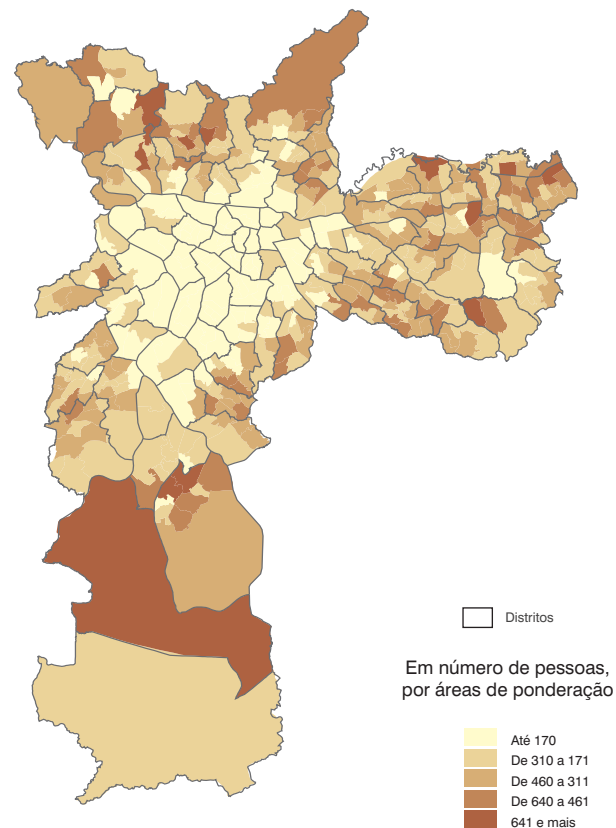 Distritos
Em número de pessoas,
por áreas de ponderação
Até 170
De 310 a 171
De 460 a 311
De 640 a 461
641 e mais